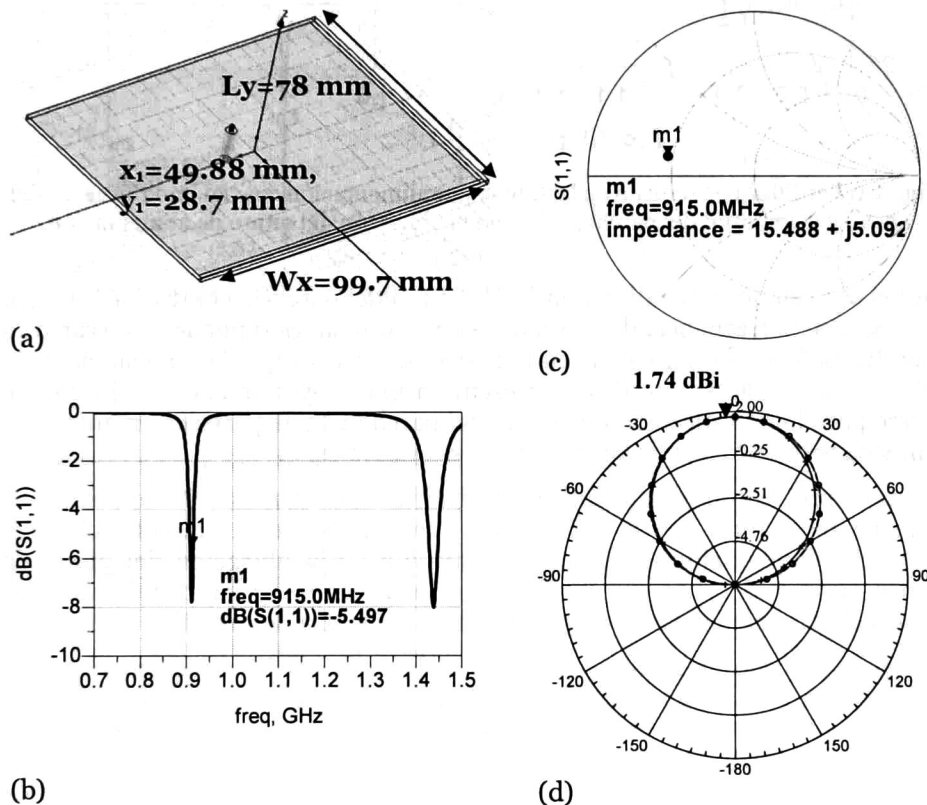 z
Ly=78 mm
x₁=49.88 mm,
y₁=28.7 mm
Wx=99.7 mm
(a)
S(1,1)
m1
m1
freq=915.0MHz
impedance = 15.488 + j5.092
(c)
dB(S(1,1))
0
-2
-4
-6
-8
-10
m1
m1
freq=915.0MHz
dB(S(1,1))=-5.497
0.7 0.8 0.9 1.0 1.1 1.2 1.3 1.4 1.5
freq, GHz
(b)
1.74 dBi
0
2.00
-0.25
-2.51
-4.76
-30
30
-60
60
-90
90
-120
120
-150
150
-180
(d)